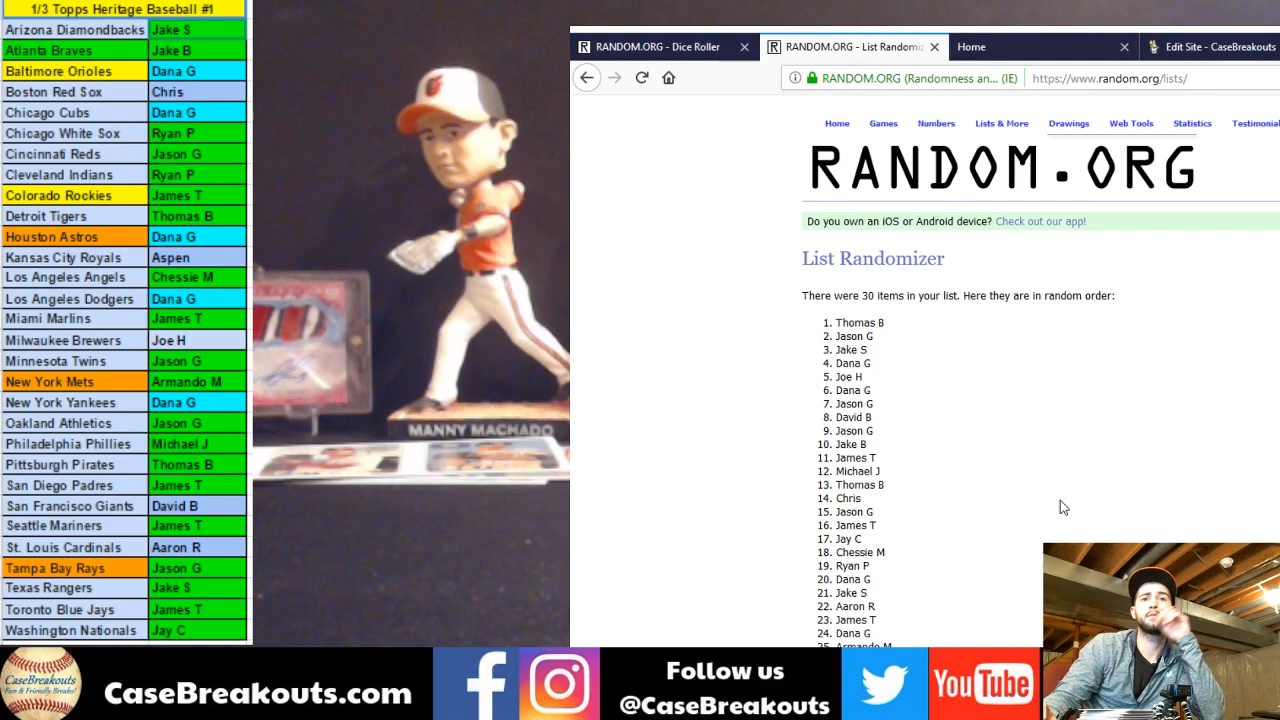 1/3 Topps Heritage Baseball #1
Arizona Diamondbacks Jake S
Atlanta Braves Jake B
Baltimore Orioles Dana G
Boston Red Sox Chris
Chicago Cubs Dana G
Chicago White Sox Ryan P
Cincinnati Reds Jason G
Cleveland Indians Ryan P
Colorado Rockies James T
Detroit Tigers Thomas B
Houston Astros Dana G
Kansas City Royals Aspen
Los Angeles Angels Chessie M
Los Angeles Dodgers Dana G
Miami Marlins James T
Milwaukee Brewers Joe H
Minnesota Twins Jason G
New York Mets Armando M
New York Yankees Dana G
Oakland Athletics Jason G
Philadelphia Phillies Michael J
Pittsburgh Pirates Thomas B
San Diego Padres James T
San Francisco Giants David B
Seattle Mariners James T
St. Louis Cardinals Aaron R
Tampa Bay Rays Jason G
Texas Rangers Jake S
Toronto Blue Jays James T
Washington Nationals Jay C
MANNY MACHADO
RANDOM.ORG - Dice Roller
RANDOM.ORG - List Randomi
Home
Edit Site - CaseBreakouts
RANDOM.ORG (Randomness an... (IE)
https://www.random.org/lists/
Home Games Numbers Lists & More Drawings Web Tools Statistics Testimonia
RANDOM.ORG
Do you own an iOS or Android device? Check out our app!
List Randomizer
There were 30 items in your list. Here they are in random order:
1. Thomas B
2. Jason G
3. Jake S
4. Dana G
5. Joe H
6. Dana G
7. Jason G
8. David B
9. Jason G
10. Jake B
11. James T
12. Michael J
13. Thomas B
14. Chris
15. Jason G
16. James T
17. Jay C
18. Chessie M
19. Ryan P
20. Dana G
21. Jake S
22. Aaron R
23. James T
24. Dana G
25. Armando M
CaseBreakouts
Fun & Friendly Breaks!
CaseBreakouts.com
Follow us
@CaseBreakouts
YouTube